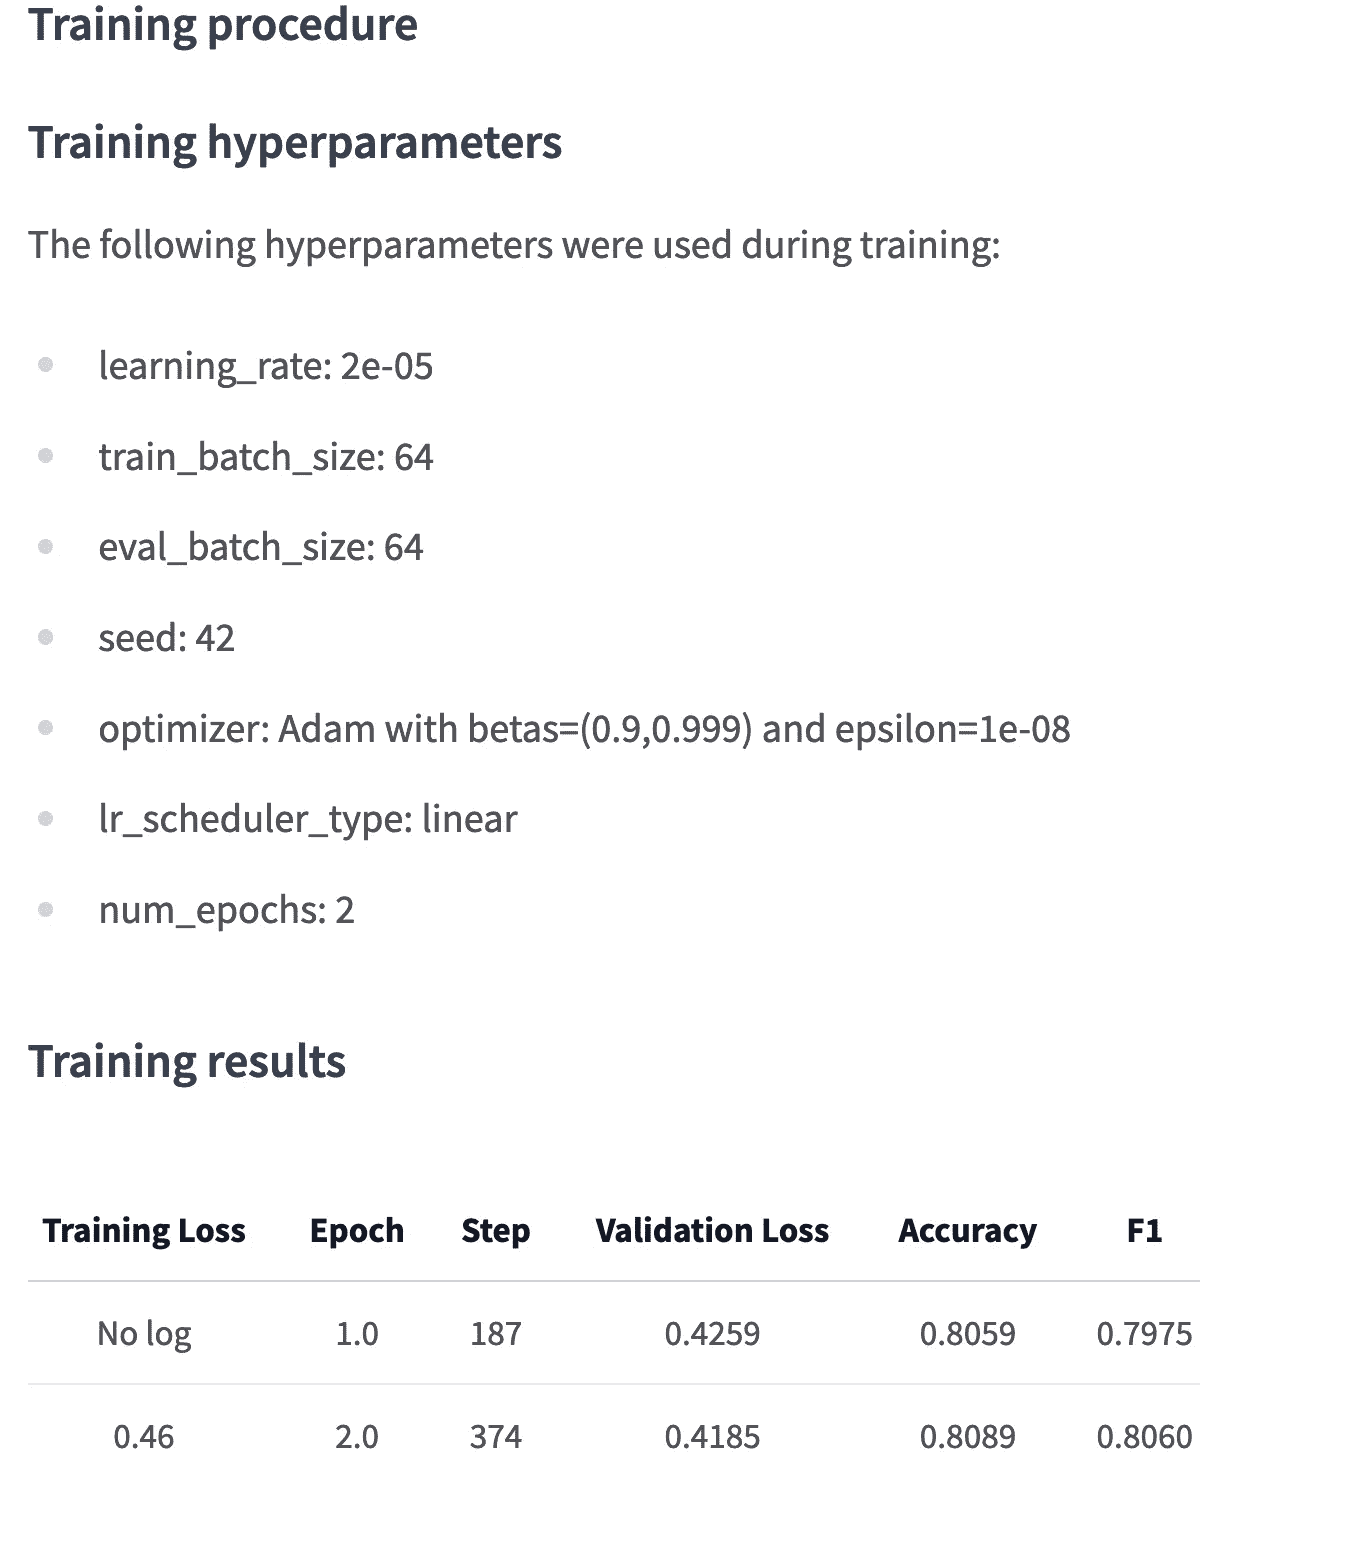 Training procedure
Training hyperparameters
The following hyperparameters were used during training:
learning_rate: 2e-05
train_batch_size: 64
eval_batch_size: 64
seed: 42
optimizer: Adam with betas=(0.9,0.999) and epsilon=1e-08
lr_scheduler_type: linear
num_epochs: 2
Training results
Training Loss Epoch Step Validation Loss Accuracy F1
No log 1.0 187 0.4259 0.8059 0.7975
0.46 2.0 374 0.4185 0.8089 0.8060